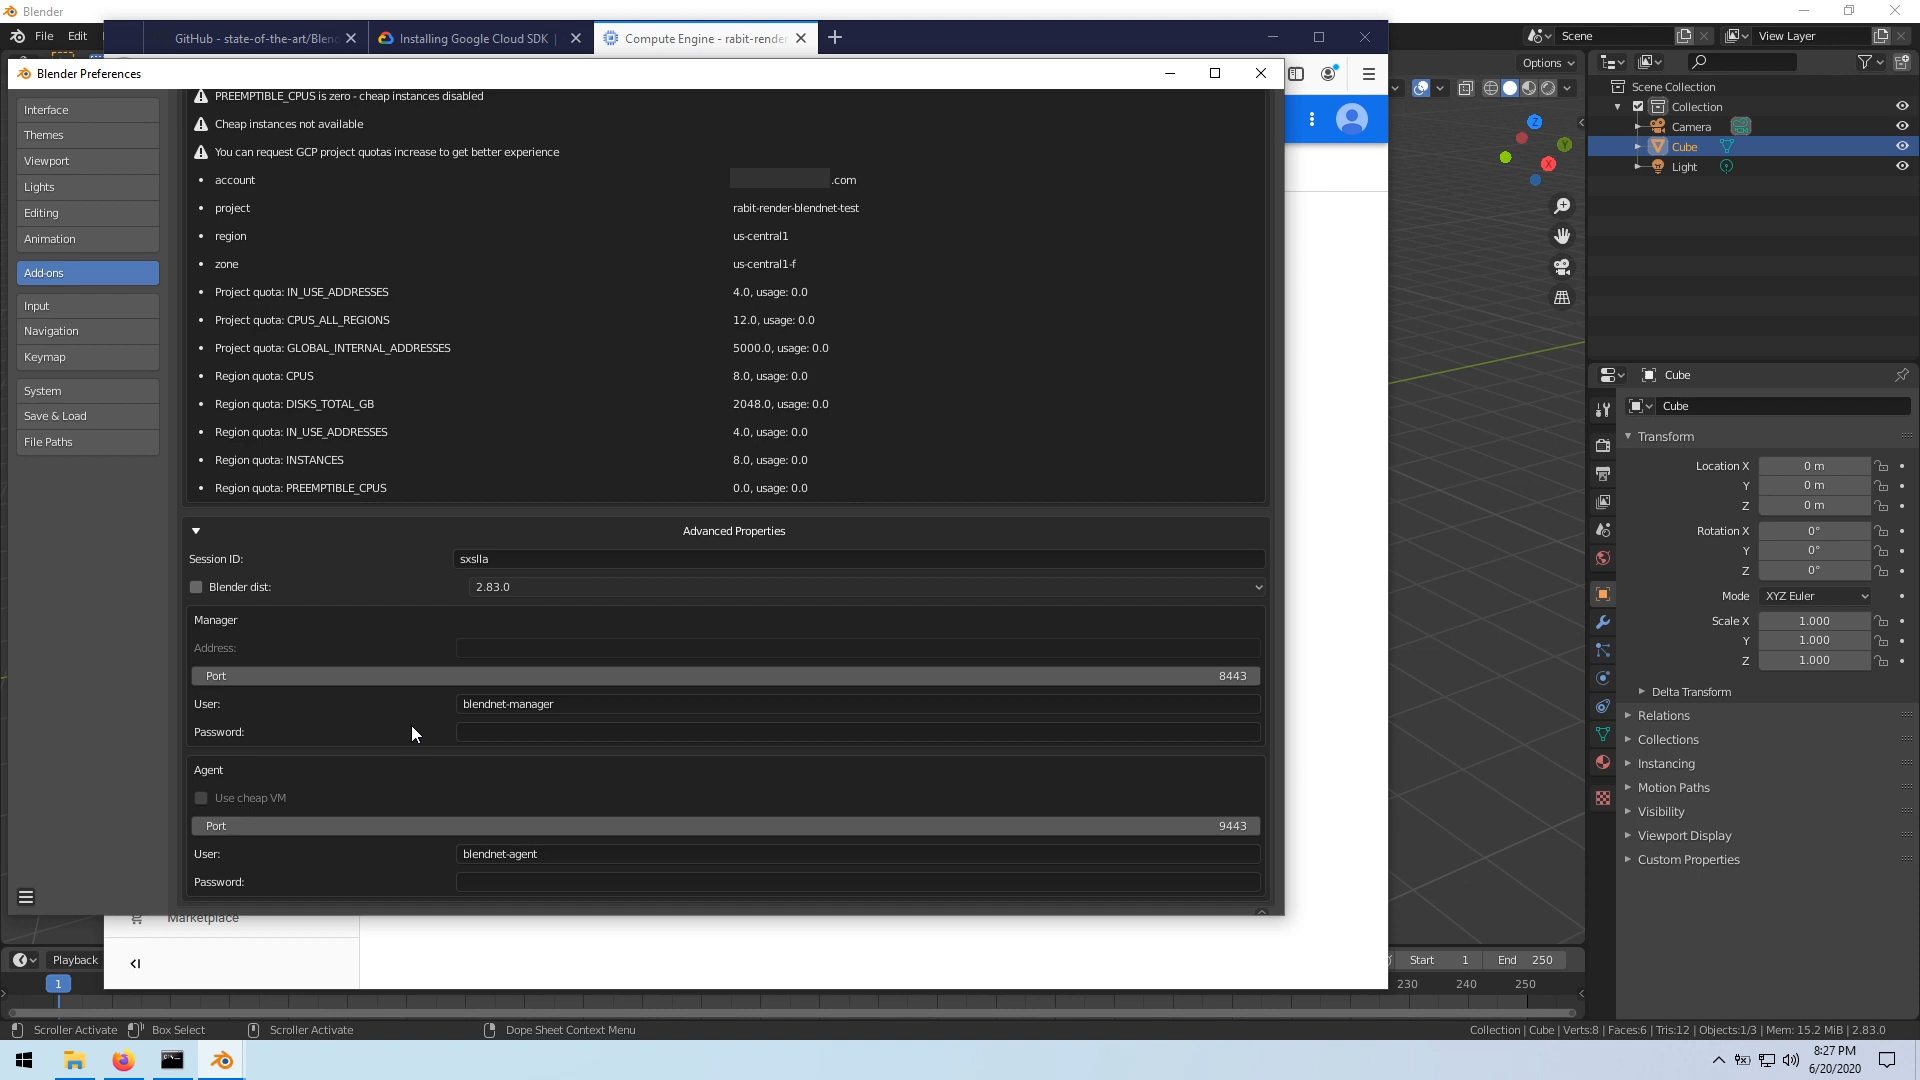 Blender
File Edit
GitHub - state-of-the-art/Blen
Installing Google Cloud SDK
Compute Engine - rabit-rende
Scene
View Layer
Blender Preferences
Options
PREEMPTIBLE_CPUS is zero - cheap instances disabled
Cheap instances not available
You can request GCP project quotas increase to get better experience
account .com
project rabit-render-blendnet-test
region us-central1
zone us-central1-f
Project quota: IN_USE_ADDRESSES 4.0, usage: 0.0
Project quota: CPUS_ALL_REGIONS 12.0, usage: 0.0
Project quota: GLOBAL_INTERNAL_ADDRESSES 5000.0, usage: 0.0
Region quota: CPUS 8.0, usage: 0.0
Region quota: DISKS_TOTAL_GB 2048.0, usage: 0.0
Region quota: IN_USE_ADDRESSES 4.0, usage: 0.0
Region quota: INSTANCES 8.0, usage: 0.0
Region quota: PREEMPTIBLE_CPUS 0.0, usage: 0.0
Interface
Themes
Viewport
Lights
Editing
Animation
Add-ons
Input
Navigation
Keymap
System
Save & Load
File Paths
Advanced Properties
Session ID: sxslla
Blender dist: 2.83.0
Manager
Address:
Port 8443
User: blendnet-manager
Password:
Agent
Use cheap VM
Port 9443
User: blendnet-agent
Password:
Marketplace
Z
Y
X
Scene Collection
Collection
Camera
Cube
Light
Cube
Cube
Transform
Location X 0 m
Y 0 m
Z 0 m
Rotation X 0°
Y 0°
Z 0°
Mode XYZ Euler
Scale X 1.000
Y 1.000
Z 1.000
Delta Transform
Relations
Collections
Instancing
Motion Paths
Visibility
Viewport Display
Custom Properties
Playback
Start 1 End 250
1
230 240 250
Scroller Activate Box Select Scroller Activate Dope Sheet Context Menu
Collection | Cube | Verts:8 | Faces:6 | Tris:12 | Objects:1/3 | Mem: 15.2 MiB | 2.83.0
8:27 PM
6/20/2020